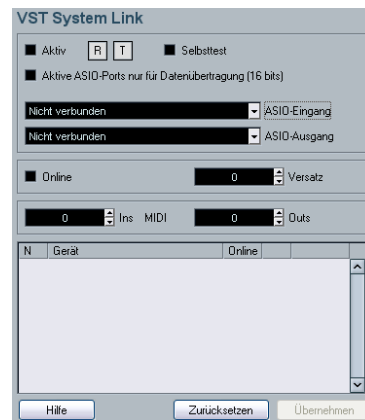 VST System Link
Aktiv R T Selbsttest
Aktive ASIO-Ports nur für Datenübertragung (16 bits)
Nicht verbunden ASIO-Eingang
Nicht verbunden ASIO-Ausgang
Online 0 Versatz
0 Ins MIDI 0 Outs
N Gerät Online
Hilfe Zurücksetzen Übernehmen